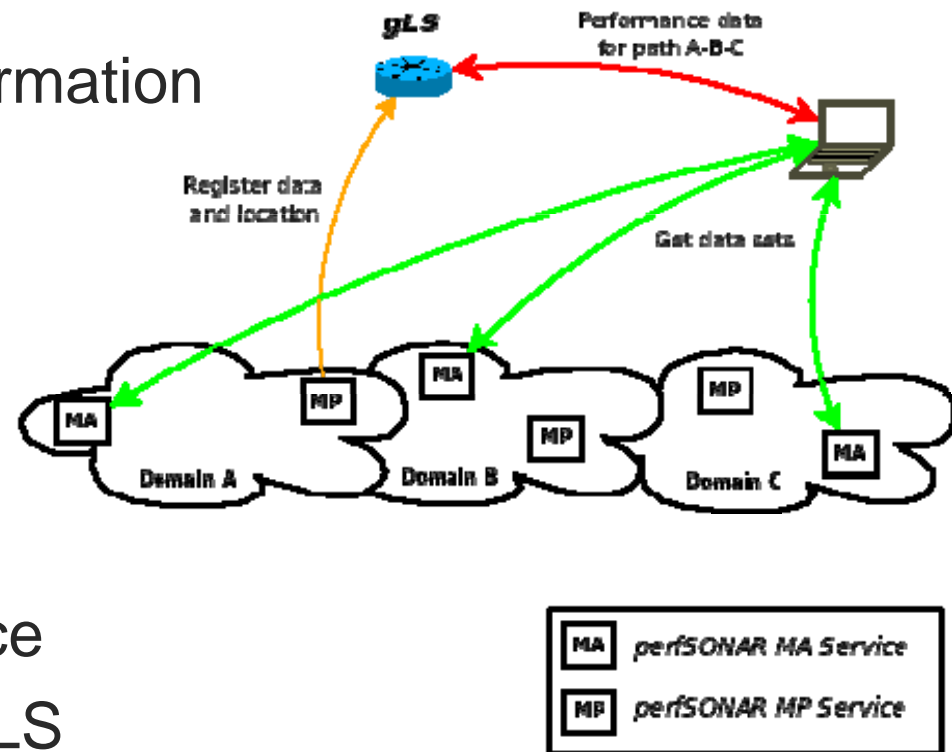 gLS
Performance data
for path A-B-C
rmation
Register data
and location
Get data sets
MA
MP
MA
MP
MP
MA
Domain A
Domain B
Domain C
ce
LS
MA perfSONAR MA Service
MP perfSONAR MP Service